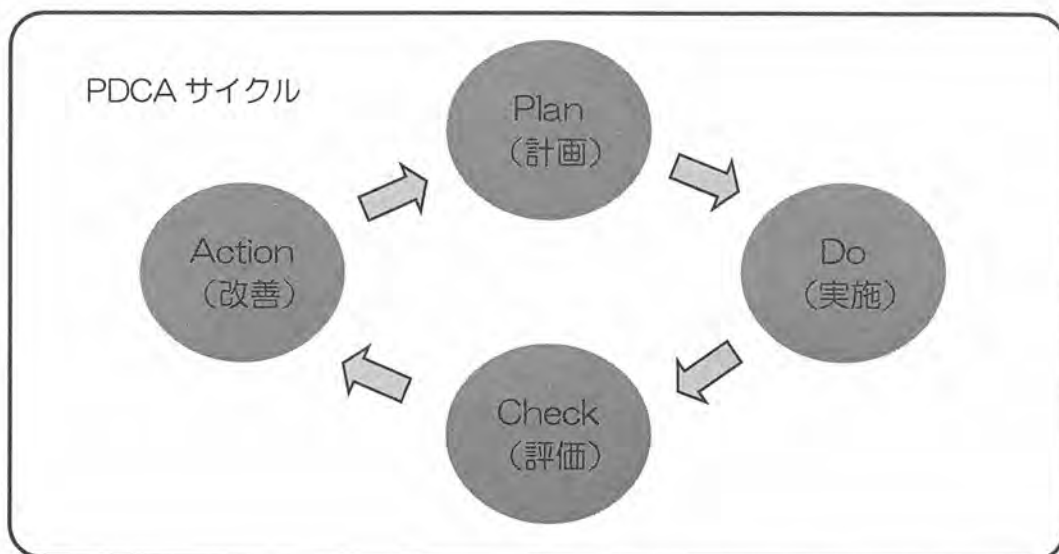 PDCA サイクル
Plan
（計画）
Do
（実施）
Check
（評価）
Action
（改善）